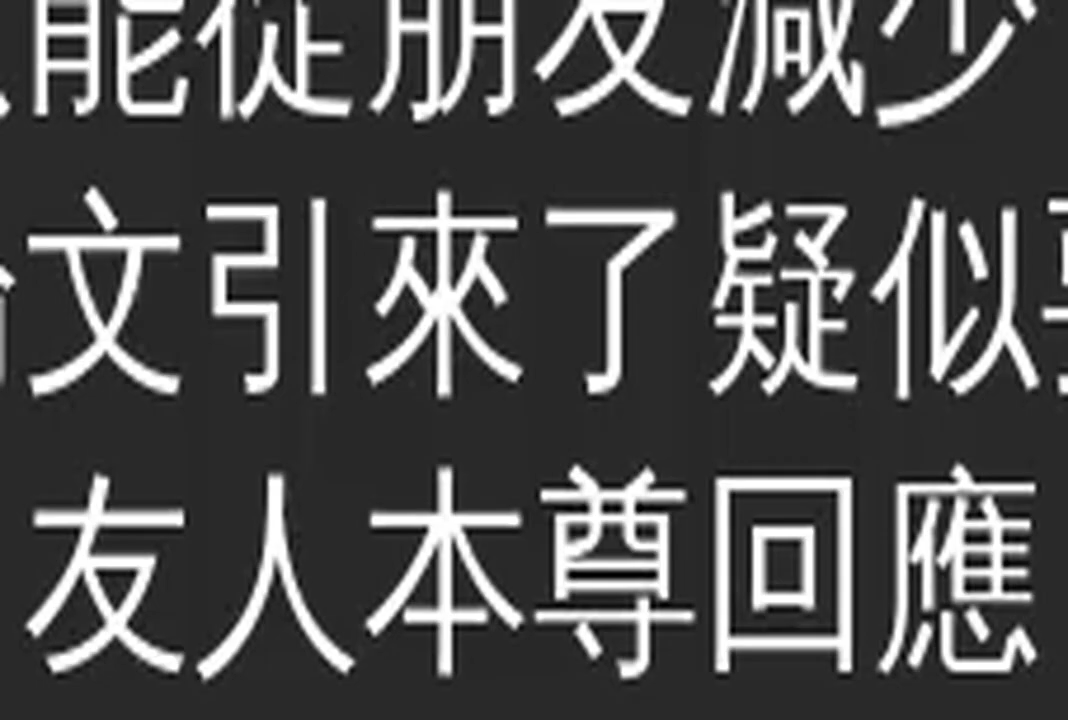 能從朋友減少
文引來了疑似
友人本尊回應